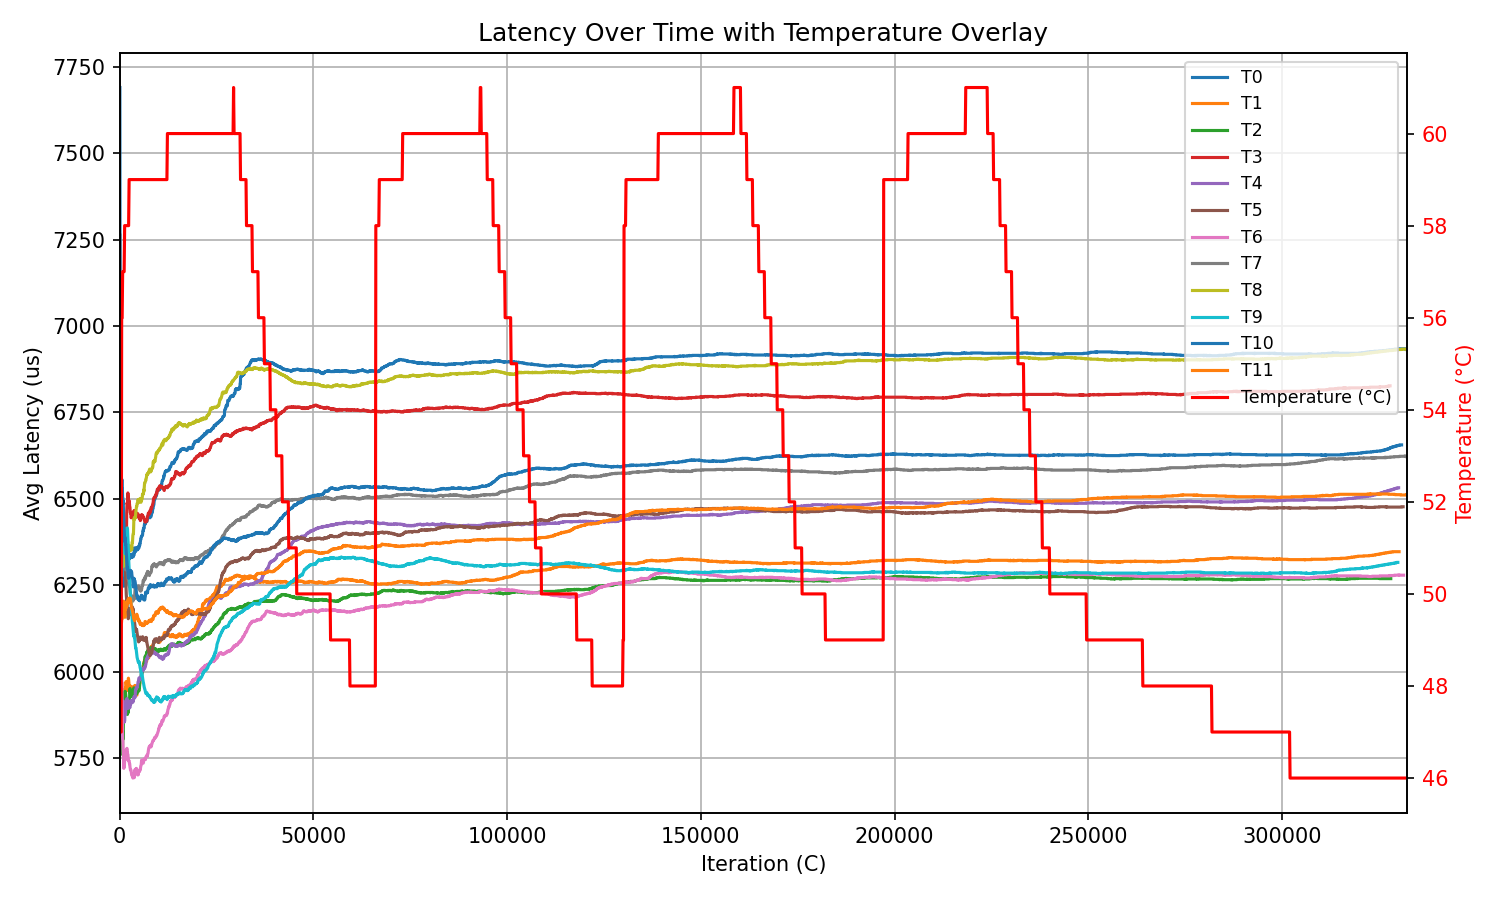 Latency Over Time with Temperature Overlay
7750
7500
7250
7000
6750
6500
6250
6000
5750
Avg Latency (us)
T0
T1
T2
T3
T4
T5
T6
T7
T8
T9
T10
T11
Temperature (°C)
60
58
56
54
52
50
48
46
Temperature (°C)
0 50000 100000 150000 200000 250000 300000
Iteration (C)